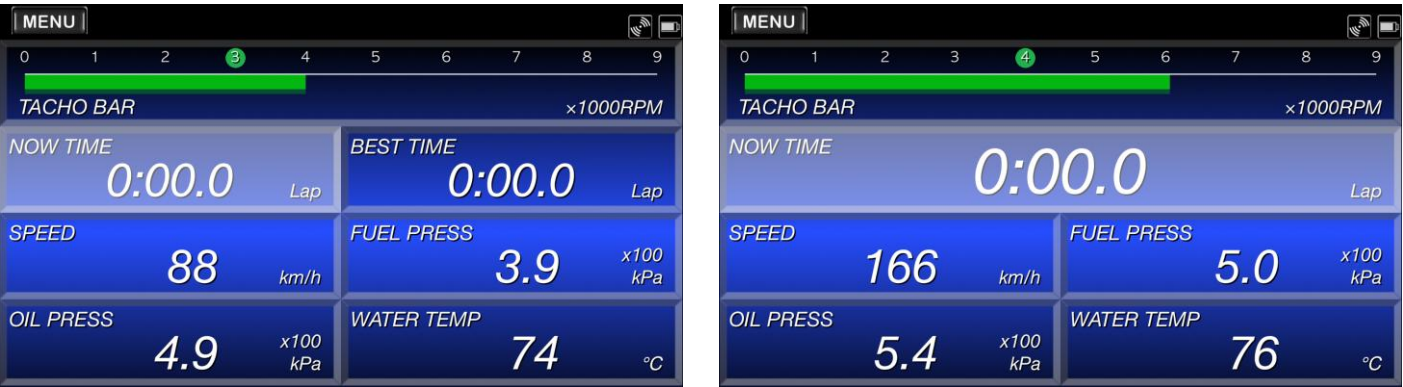 MENU
0 1 2 3 4 5 6 7 8 9
TACHO BAR ×1000RPM
NOW TIME
0:00.0 Lap
BEST TIME
0:00.0 Lap
SPEED
88 km/h
FUEL PRESS
3.9 x100 kPa
OIL PRESS
4.9 x100 kPa
WATER TEMP
74 °C
MENU
0 1 2 3 4 5 6 7 8 9
TACHO BAR ×1000RPM
NOW TIME
0:00.0 Lap
SPEED
166 km/h
FUEL PRESS
5.0 x100 kPa
OIL PRESS
5.4 x100 kPa
WATER TEMP
76 °C